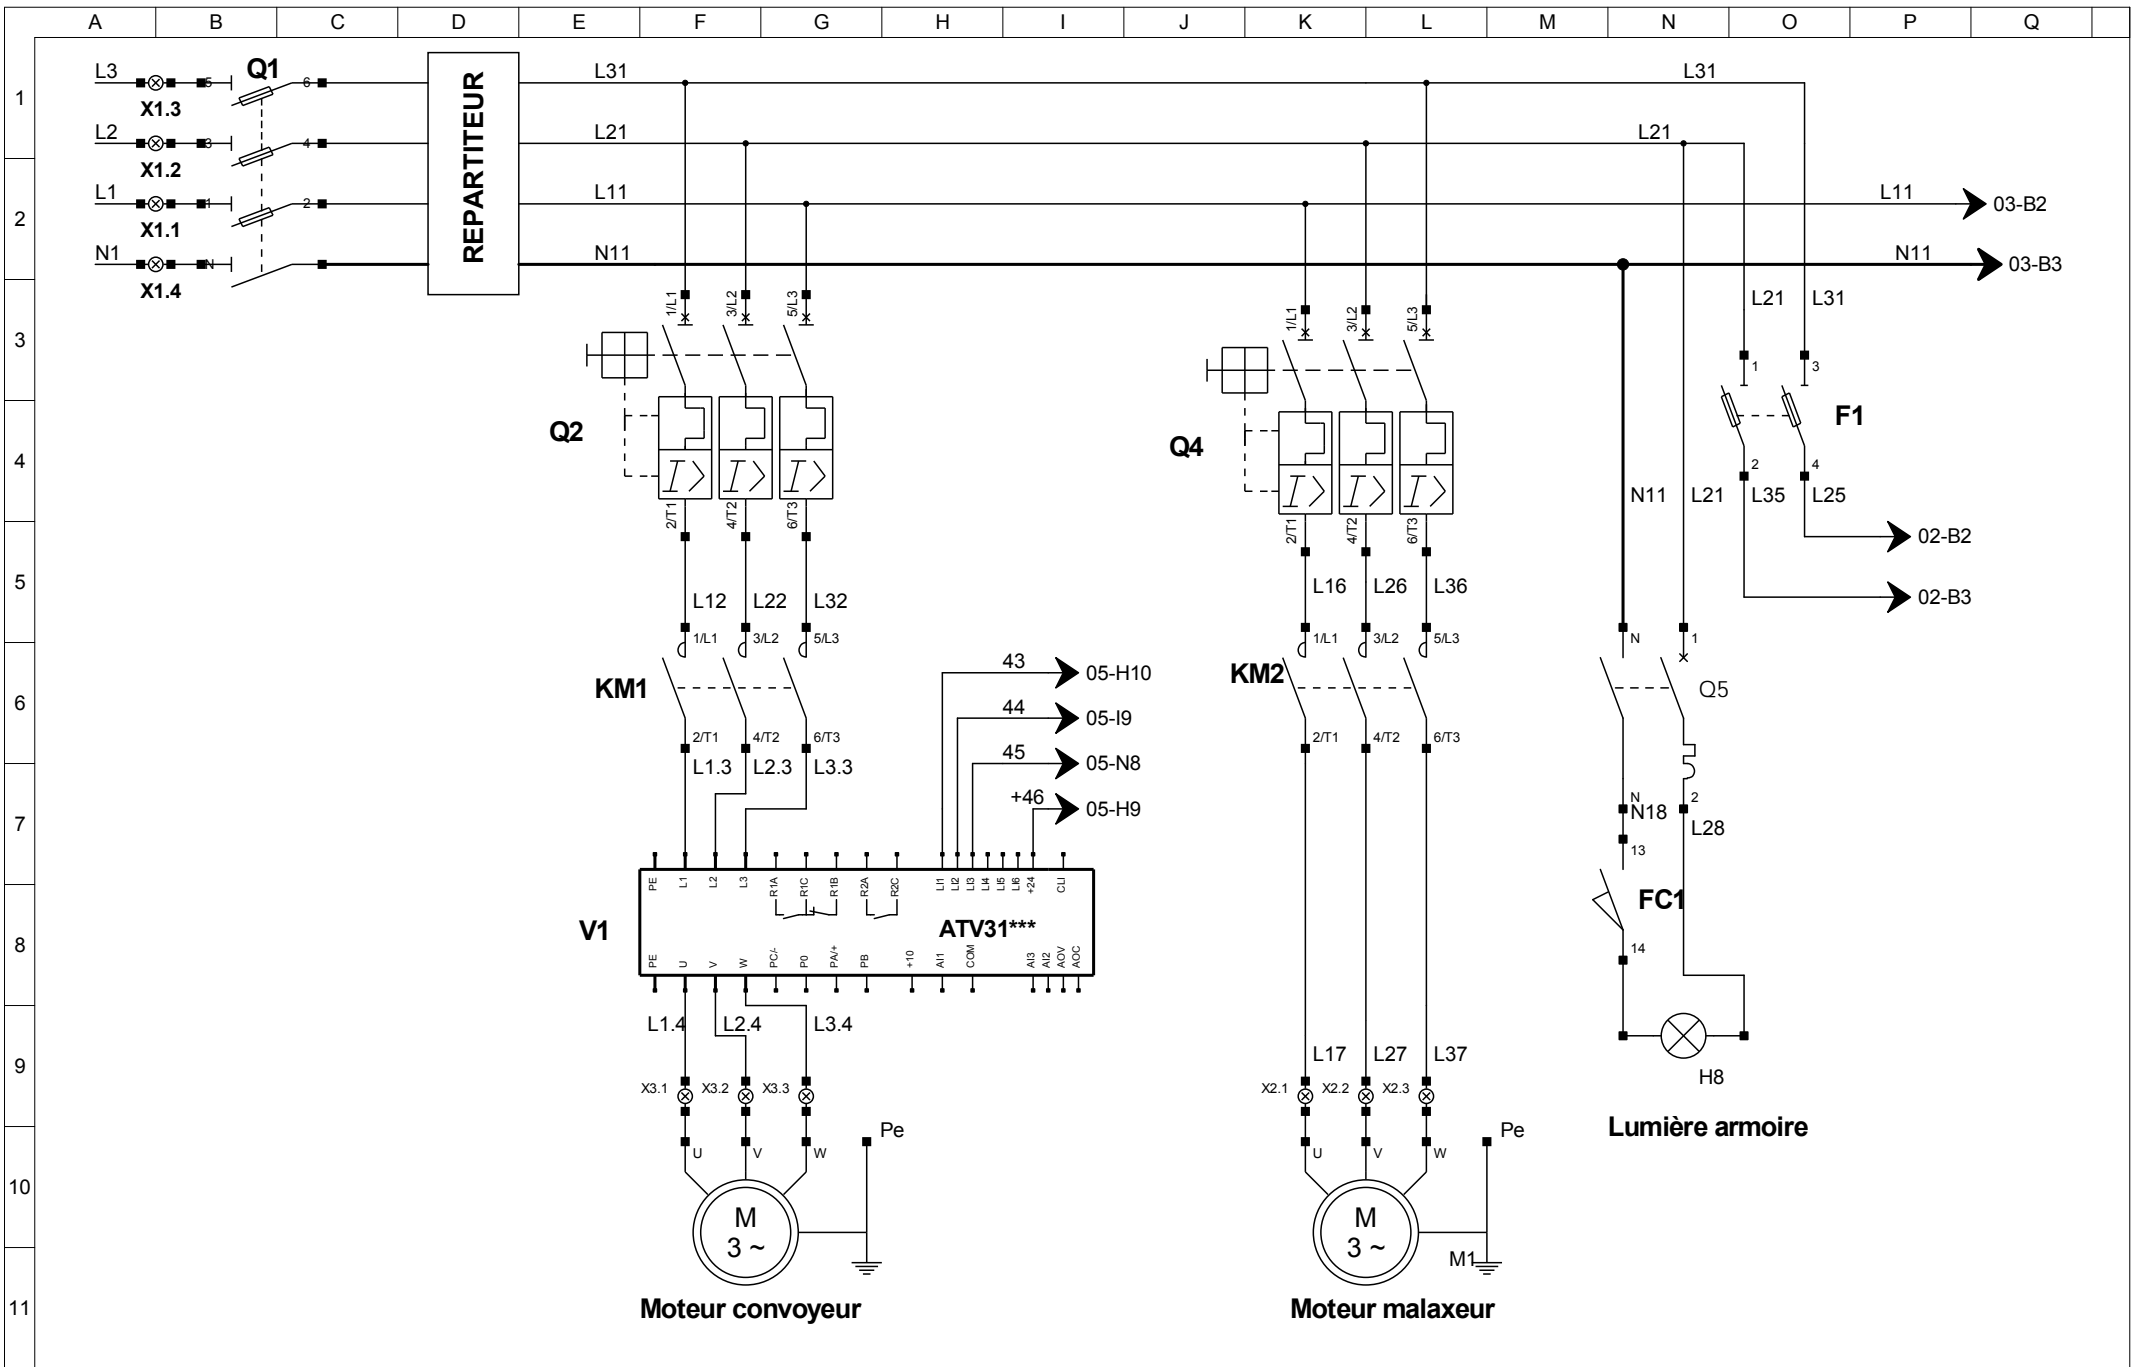 A B C D E F G H I J K L M N O P Q
1
2
3
4
5
6
7
8
9
10
11
L3 5 Q1 6 L31 L31
X1.3
L2 3 4 L21 L21
X1.2
L1 1 2 L11 L11 03-B2
X1.1
N1 N N11 N11 03-B3
X1.4
REPARTITEUR
1/L1 3/L2 5/L3
1/L1 3/L2 5/L3
L21 L31
1 3
Q2
Q4
F1
2 4
2/T1 4/T2 6/T3
2/T1 4/T2 6/T3
N11 L21 L35 L25
02-B2
02-B3
L12 L22 L32
L16 L26 L36
1/L1 3/L2 5/L3
1/L1 3/L2 5/L3
N 1
KM1
KM2
Q5
43 05-H10
44 05-I9
45 05-N8
+46 05-H9
2/T1 4/T2 6/T3
2/T1 4/T2 6/T3
L1.3 L2.3 L3.3
N 2
N18 L28
13
FC1
14
PE L1 L2 L3 R1A R1C R1B R2A R2C LI1 LI2 LI3 LI4 LI5 LI6 +24 CLI
V1
ATV31***
PE U V W PC/- P0 PA/+ PB +10 AI1 COM AI3 AI2 AOV AOC
L1.4 L2.4 L3.4
L17 L27 L37
X3.1 X3.2 X3.3
X2.1 X2.2 X2.3
H8
Lumière armoire
U V W Pe
U V W Pe
M
3 ~
M
3 ~
M1
Moteur convoyeur
Moteur malaxeur